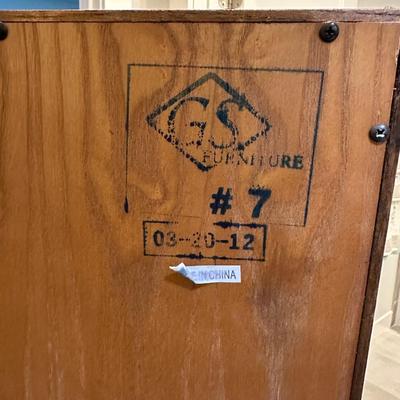 GS
FURNITURE
# 7
03-20-12
IN CHINA